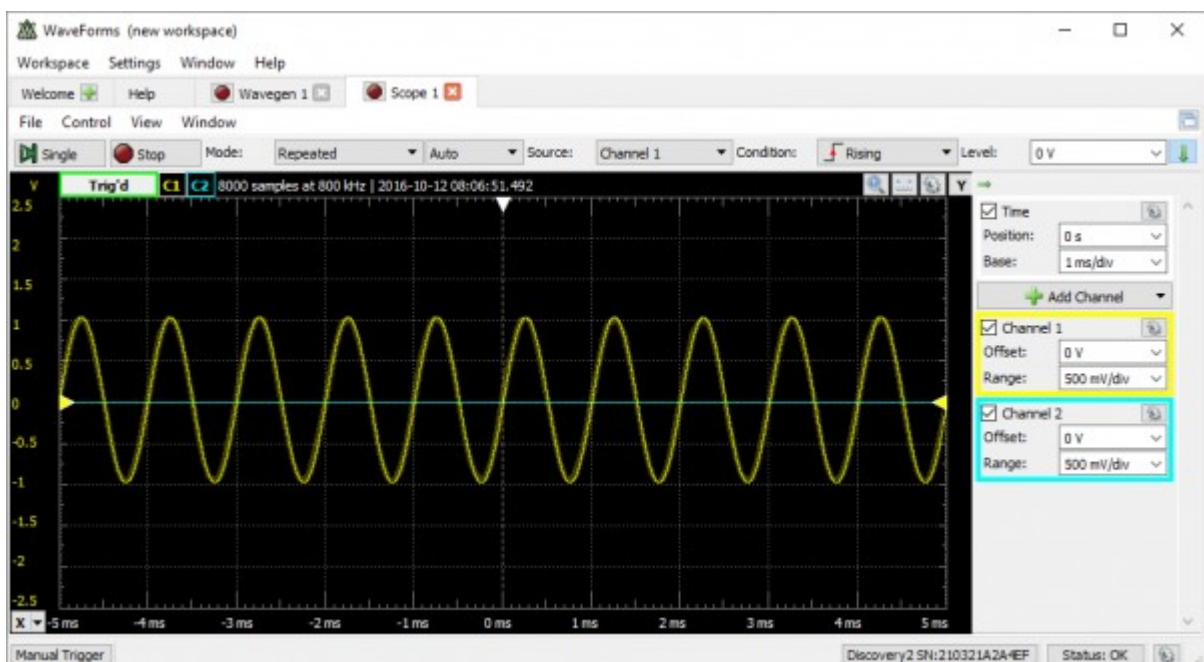 WaveForms (new workspace)
Workspace Settings Window Help
Welcome Help Wavegen 1 Scope 1
File Control View Window
Single Stop Mode: Repeated Auto Source: Channel 1 Condition: Rising Level: 0 V
V Trig'd C1 C2 8000 samples at 800 kHz | 2016-10-12 08:06:51.492 Y
2.5
2
1.5
1
0.5
0
-0.5
-1
-1.5
-2
-2.5
X -5 ms -4 ms -3 ms -2 ms -1 ms 0 ms 1 ms 2 ms 3 ms 4 ms 5 ms
Time
Position: 0 s
Base: 1 ms/div
Add Channel
Channel 1
Offset: 0 V
Range: 500 mV/div
Channel 2
Offset: 0 V
Range: 500 mV/div
Manual Trigger Discovery2 SN:210321A2A4EF Status: OK